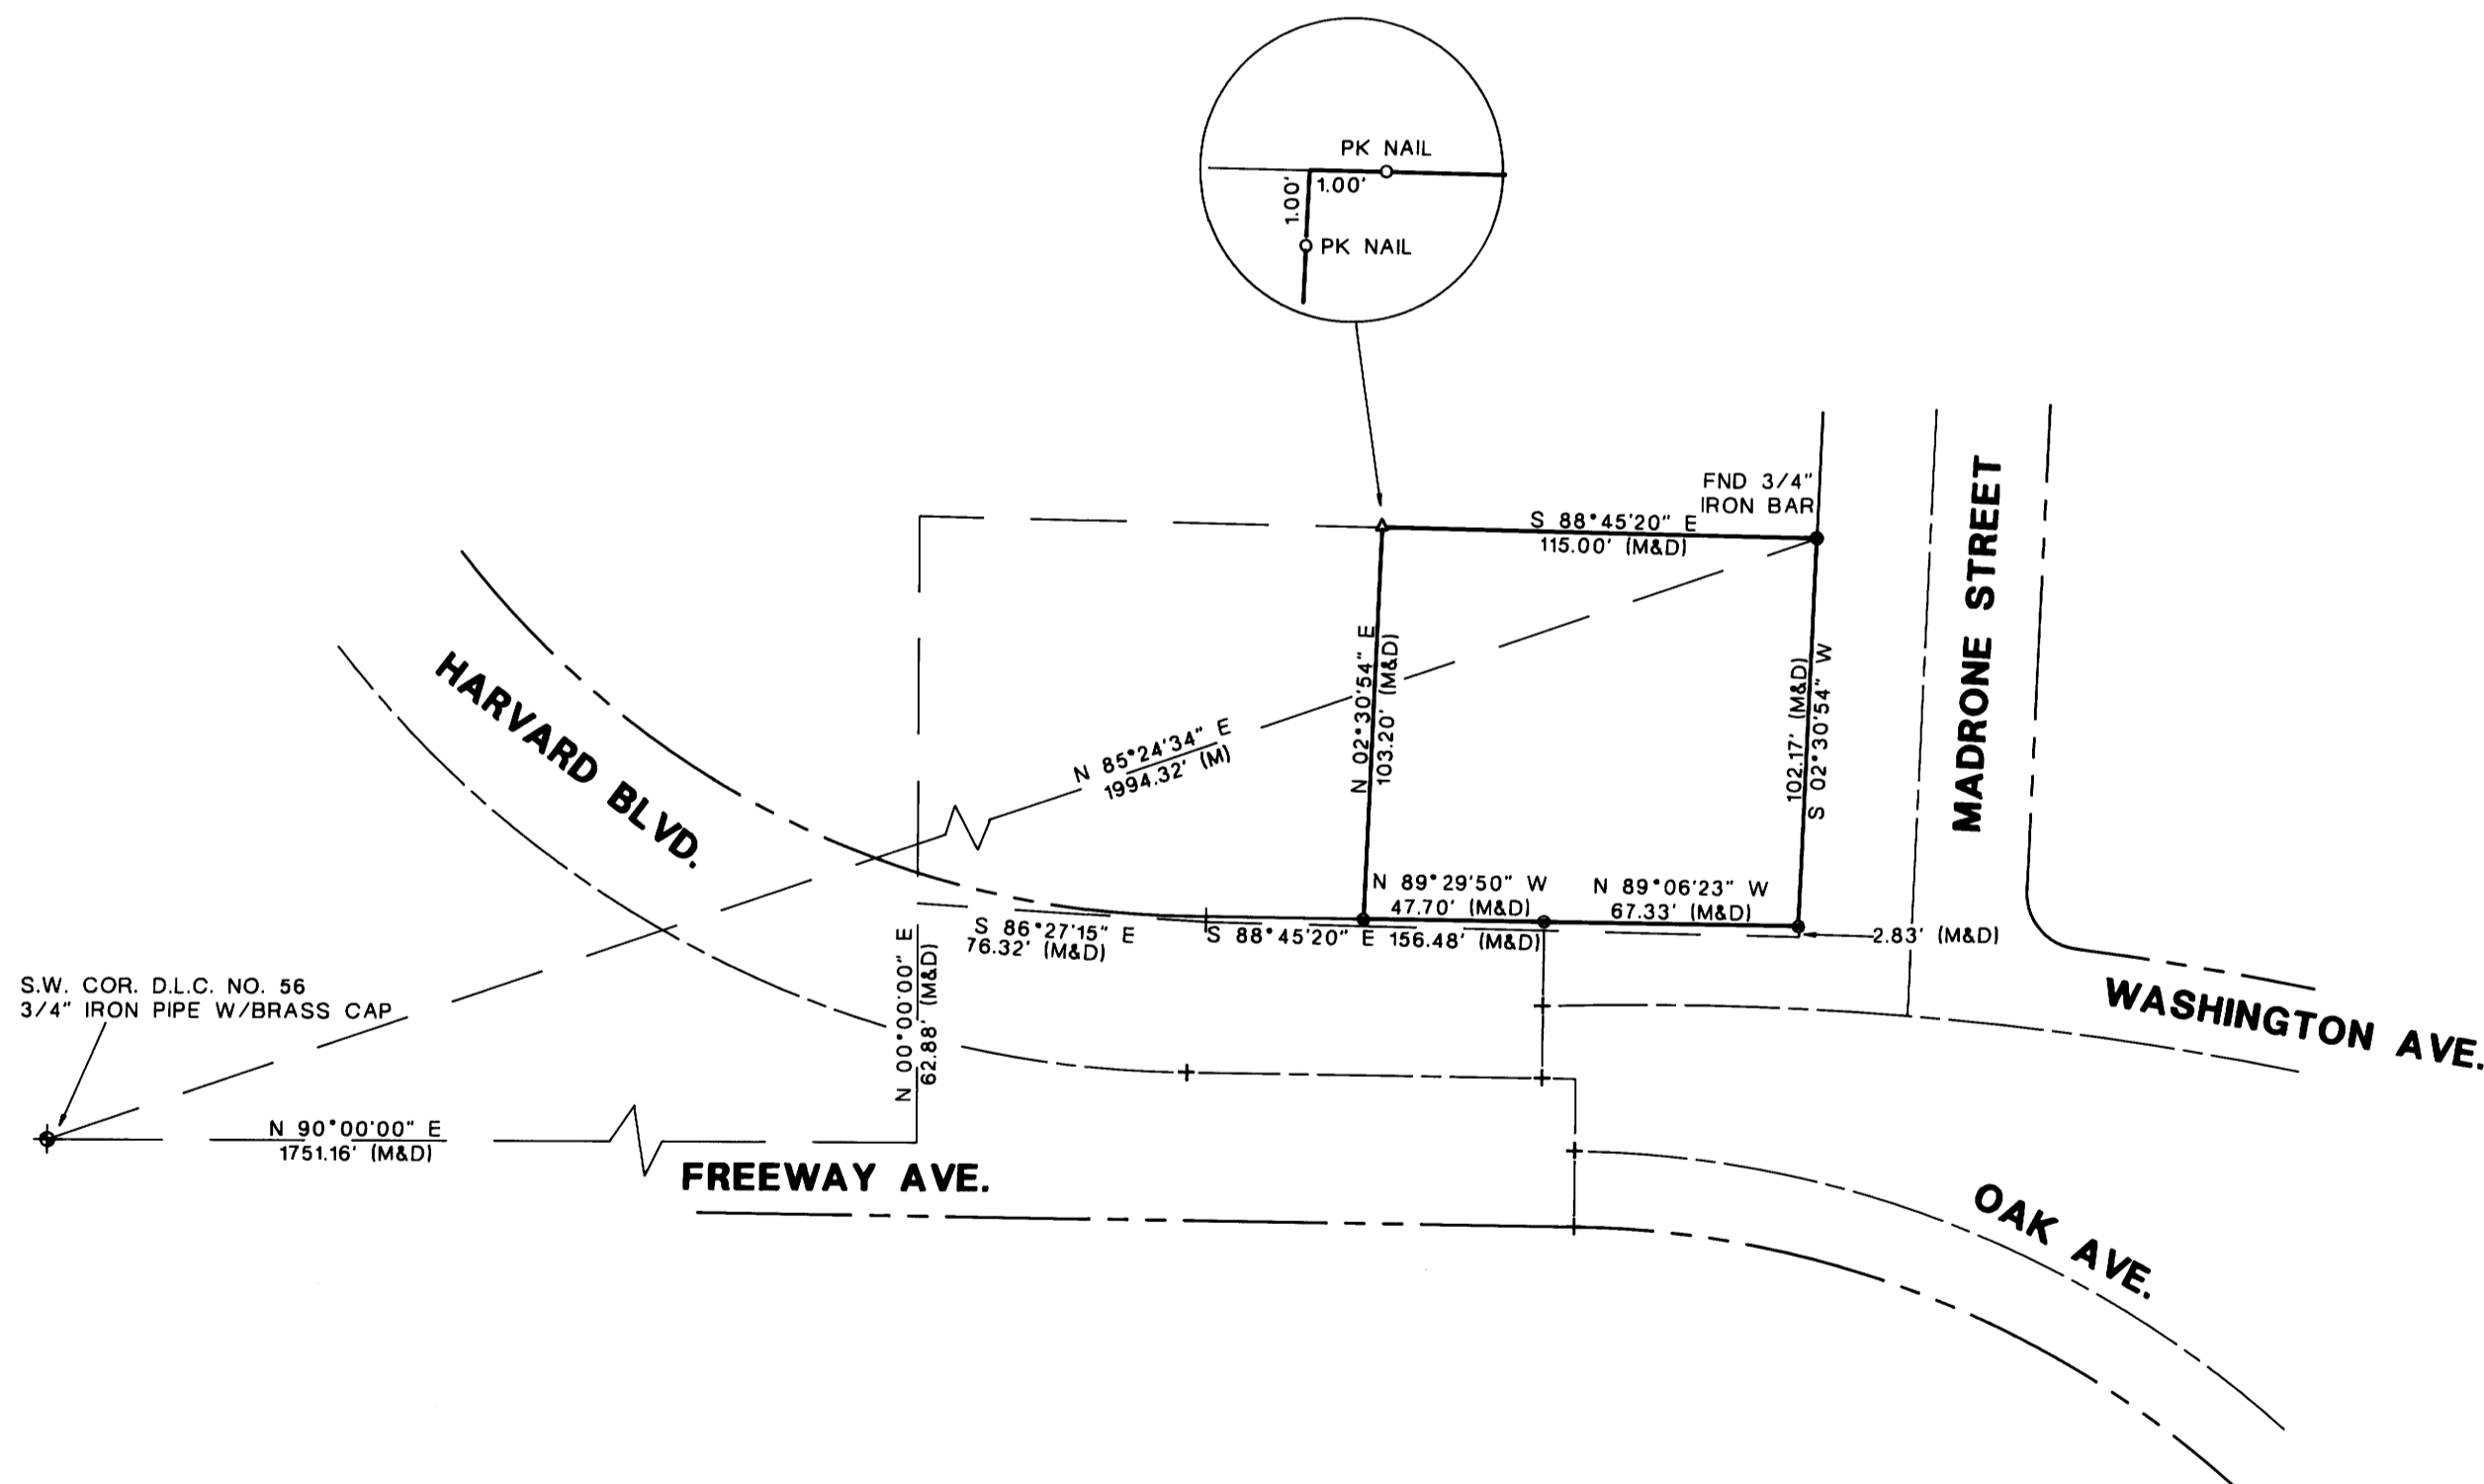 PK NAIL
1.00'
1.00'
PK NAIL
FND 3/4"
IRON BAR
S 88°45'20" E
115.00' (M&D)
MADRONE STREET
HARVARD BLVD.
N 02°30'54" E
103.20' (M&D)
102.17' (M&D)
S 02°30'54" W
N 85°24'34" E
1994.32' (M)
N 89°29'50" W
47.70' (M&D)
N 89°06'23" W
67.33' (M&D)
S 86°27'15" E
76.32' (M&D)
S 88°45'20" E 156.48' (M&D)
2.83' (M&D)
N 00°00'00" E
62.88' (M&D)
S.W. COR. D.L.C. NO. 56
3/4" IRON PIPE W/BRASS CAP
WASHINGTON AVE.
N 90°00'00" E
1751.16' (M&D)
FREEWAY AVE.
OAK AVE.